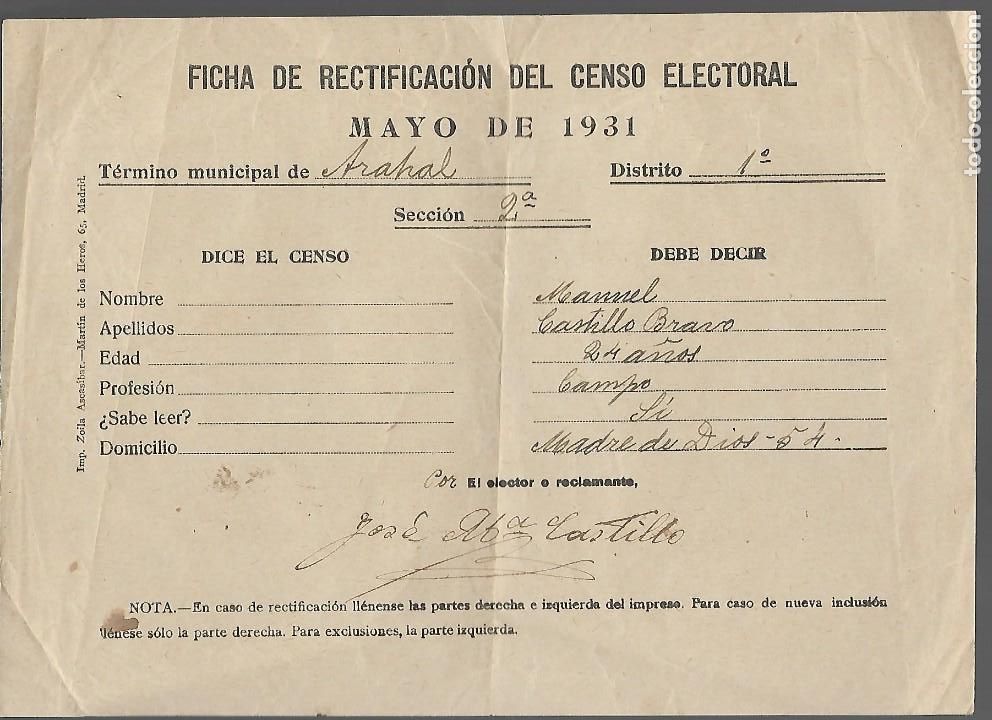 FICHA DE RECTIFICACIÓN DEL CENSO ELECTORAL
MAYO DE 1931
Término municipal de Arahal Distrito 1º
Sección 2ª
DICE EL CENSO DEBE DECIR
Nombre Manuel
Apellidos Castillo Bravo
Edad 24 años
Profesión Campo
¿Sabe leer? Sí
Domicilio Madre de Dios - 54.
Por El elector o reclamante,
José Mª Castillo
NOTA.—En caso de rectificación llénense las partes derecha e izquierda del impreso. Para caso de nueva inclusión
llénese sólo la parte derecha. Para exclusiones, la parte izquierda.
Imp. Zoila Ascasíbar.—Martín de los Heros, 65, Madrid.
todocoleccion